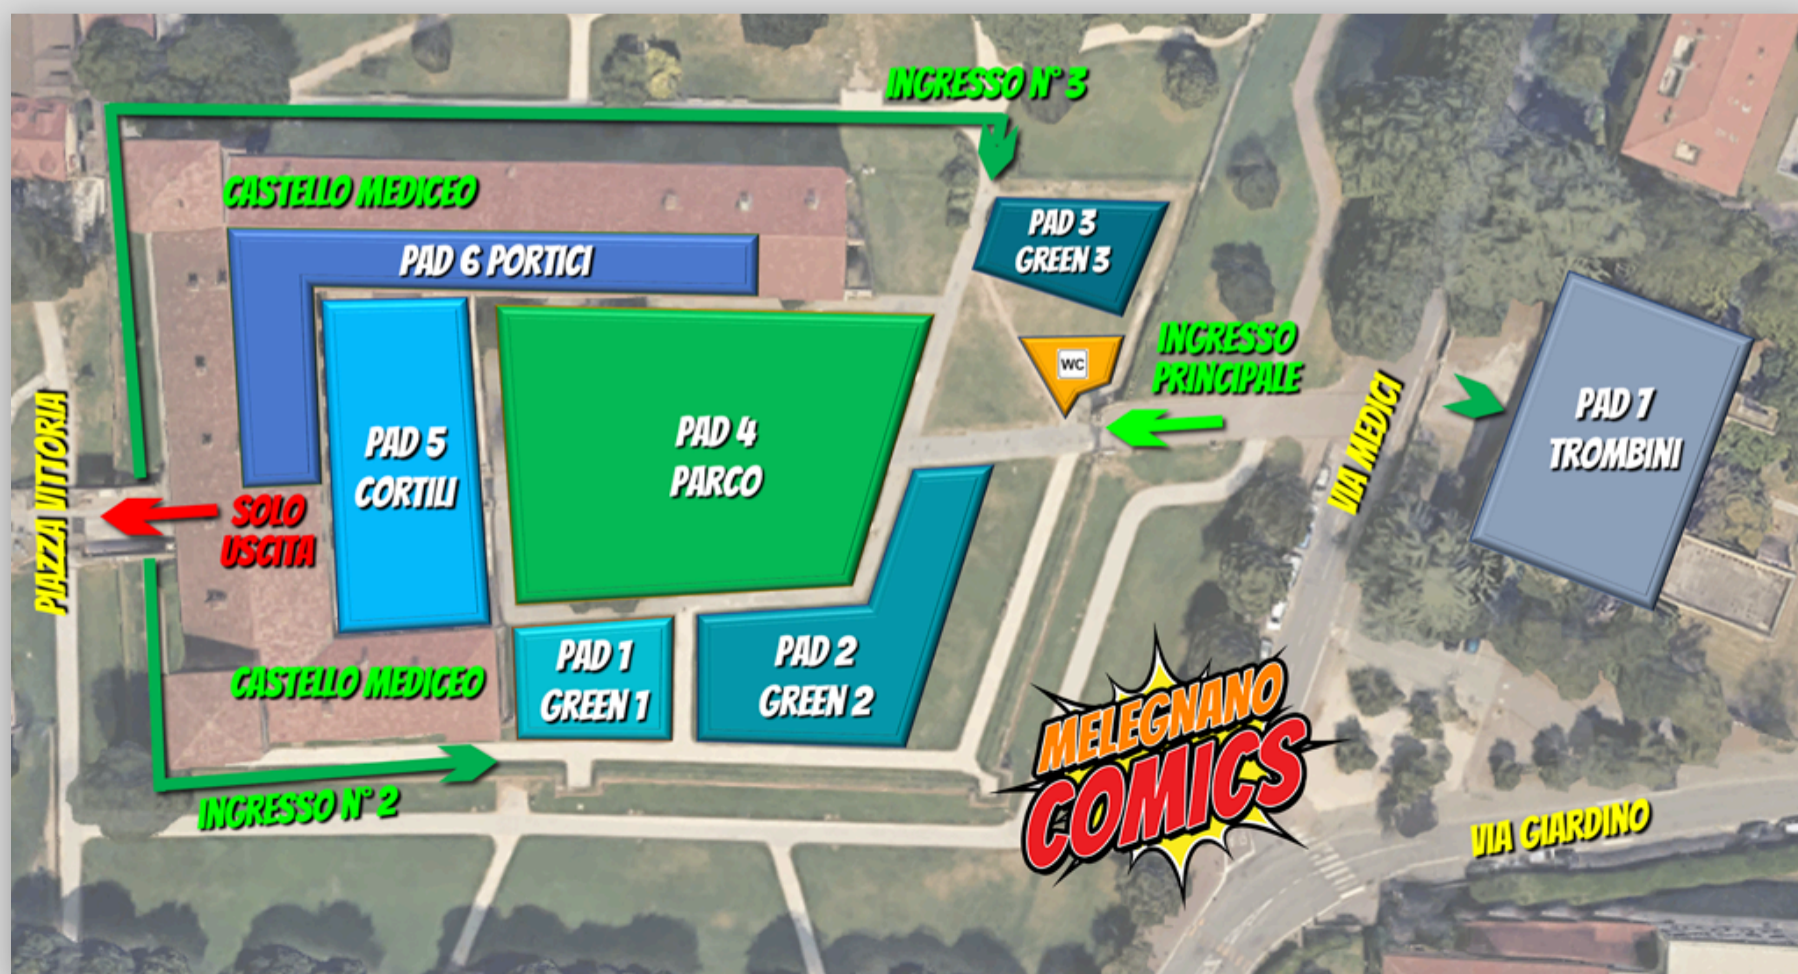 INGRESSO N° 3
CASTELLO MEDICEO
PAD 3
GREEN 3
PAD 6 PORTICI
INGRESSO
PRINCIPALE
WC
PAD 7
TROMBINI
VIA MEDICI
PAD 4
PARCO
PAD 5
CORTILI
PIAZZA VITTORIA
SOLO
USCITA
PAD 1
GREEN 1
PAD 2
GREEN 2
CASTELLO MEDICEO
MELEGNANO
COMICS
INGRESSO N° 2
VIA GIARDINO